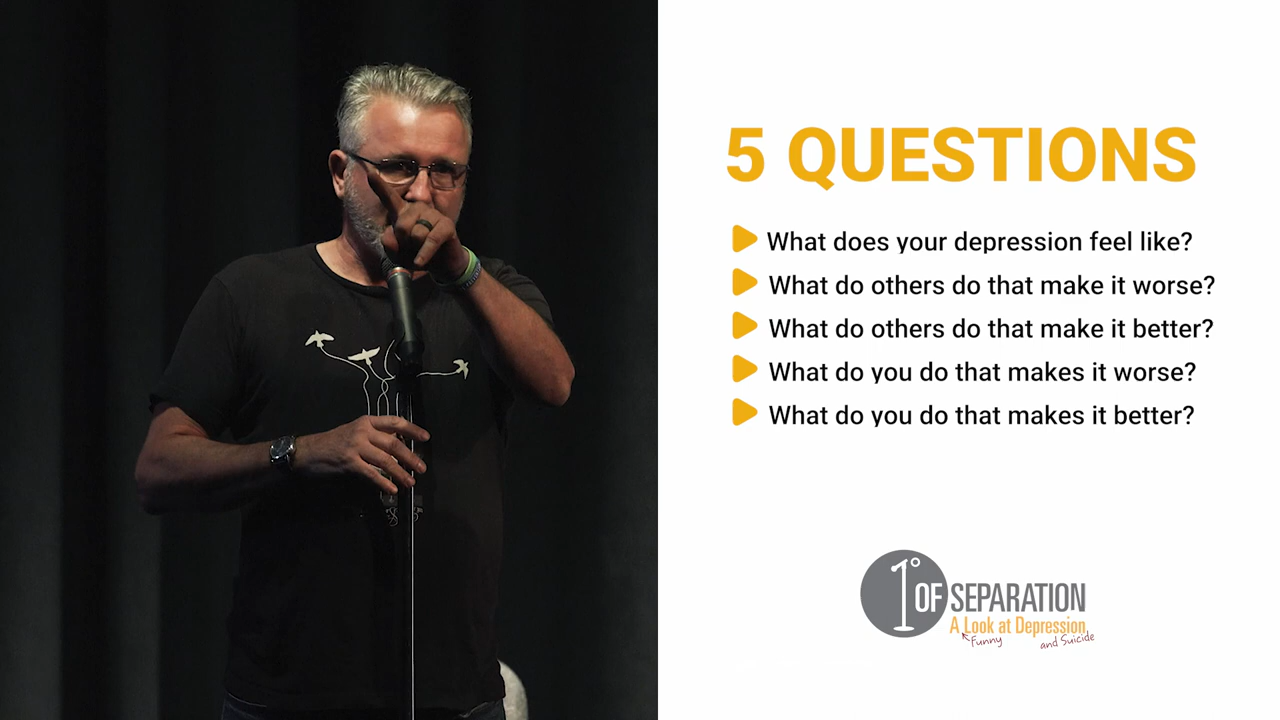 5 QUESTIONS
What does your depression feel like?
What do others do that make it worse?
What do others do that make it better?
What do you do that makes it worse?
What do you do that makes it better?
1° OF SEPARATION
A Look at Depression
Funny and Suicide